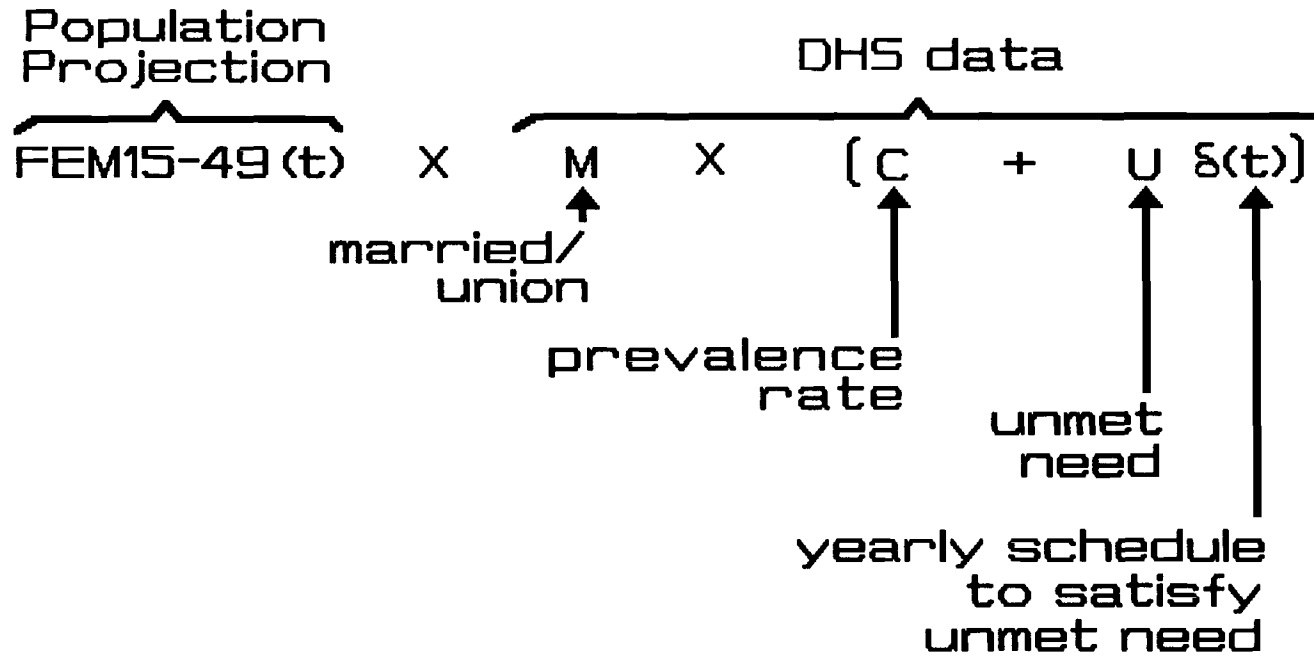 Population
Projection
DHS data
FEM15-49(t) X M X [C + U δ(t)]
married/
union
prevalence
rate
unmet
need
yearly schedule
to satisfy
unmet need